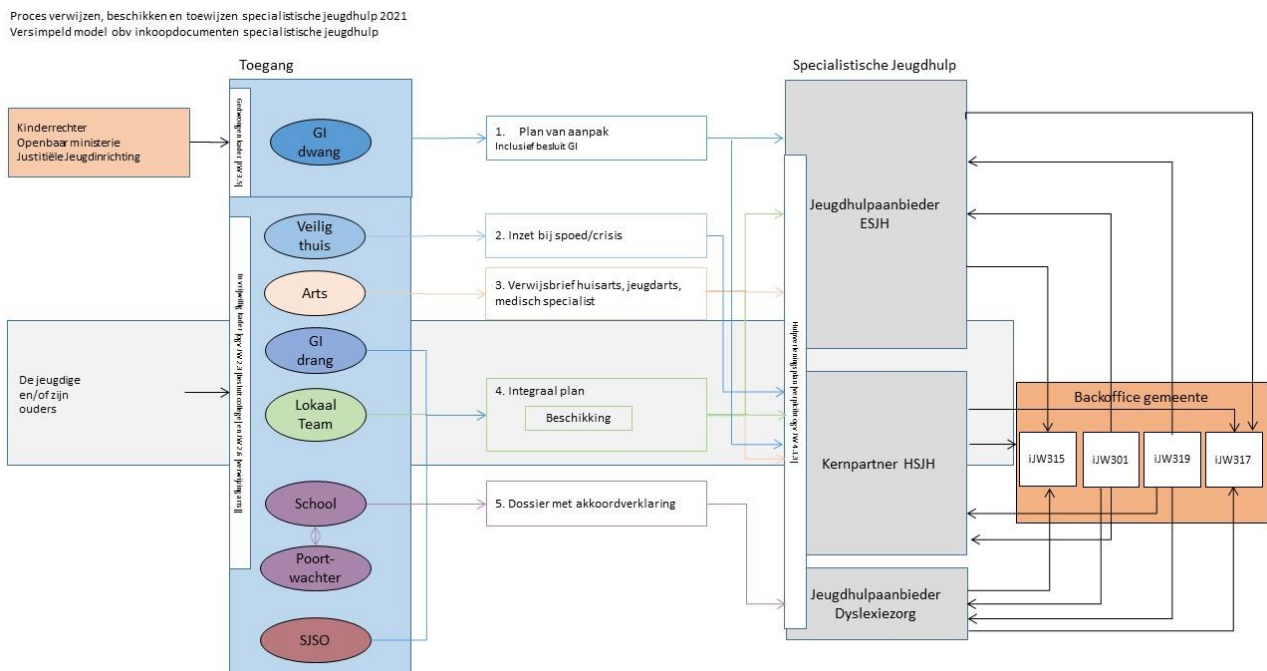 Proces verwijzen, beschikken en toewijzen specialistische jeugdhulp 2021
Versimpeld model obv inkoopdocumenten specialistische jeugdhulp
Toegang
Specialistische Jeugdhulp
Kinderrechter
Openbaar ministerie
Justitiële Jeugdinrichting
Gedwongen kader [JW3.5]
GI
dwang
1. Plan van aanpak
Inclusief besluit GI
Jeugdhulpaanbieder
ESJH
Veilig
thuis
2. Inzet bij spoed/crisis
Arts
3. Verwijsbrief huisarts, jeugdarts,
medisch specialist
GI
drang
De jeugdige
en/of zijn
ouders
Lokaal
Team
4. Integraal plan
Beschikking
Kernpartner HSJH
Backoffice gemeente
iJW315
iJW301
iJW319
iJW317
School
5. Dossier met akkoordverklaring
Poort-
wachter
Jeugdhulpaanbieder
Dyslexiezorg
SJSO